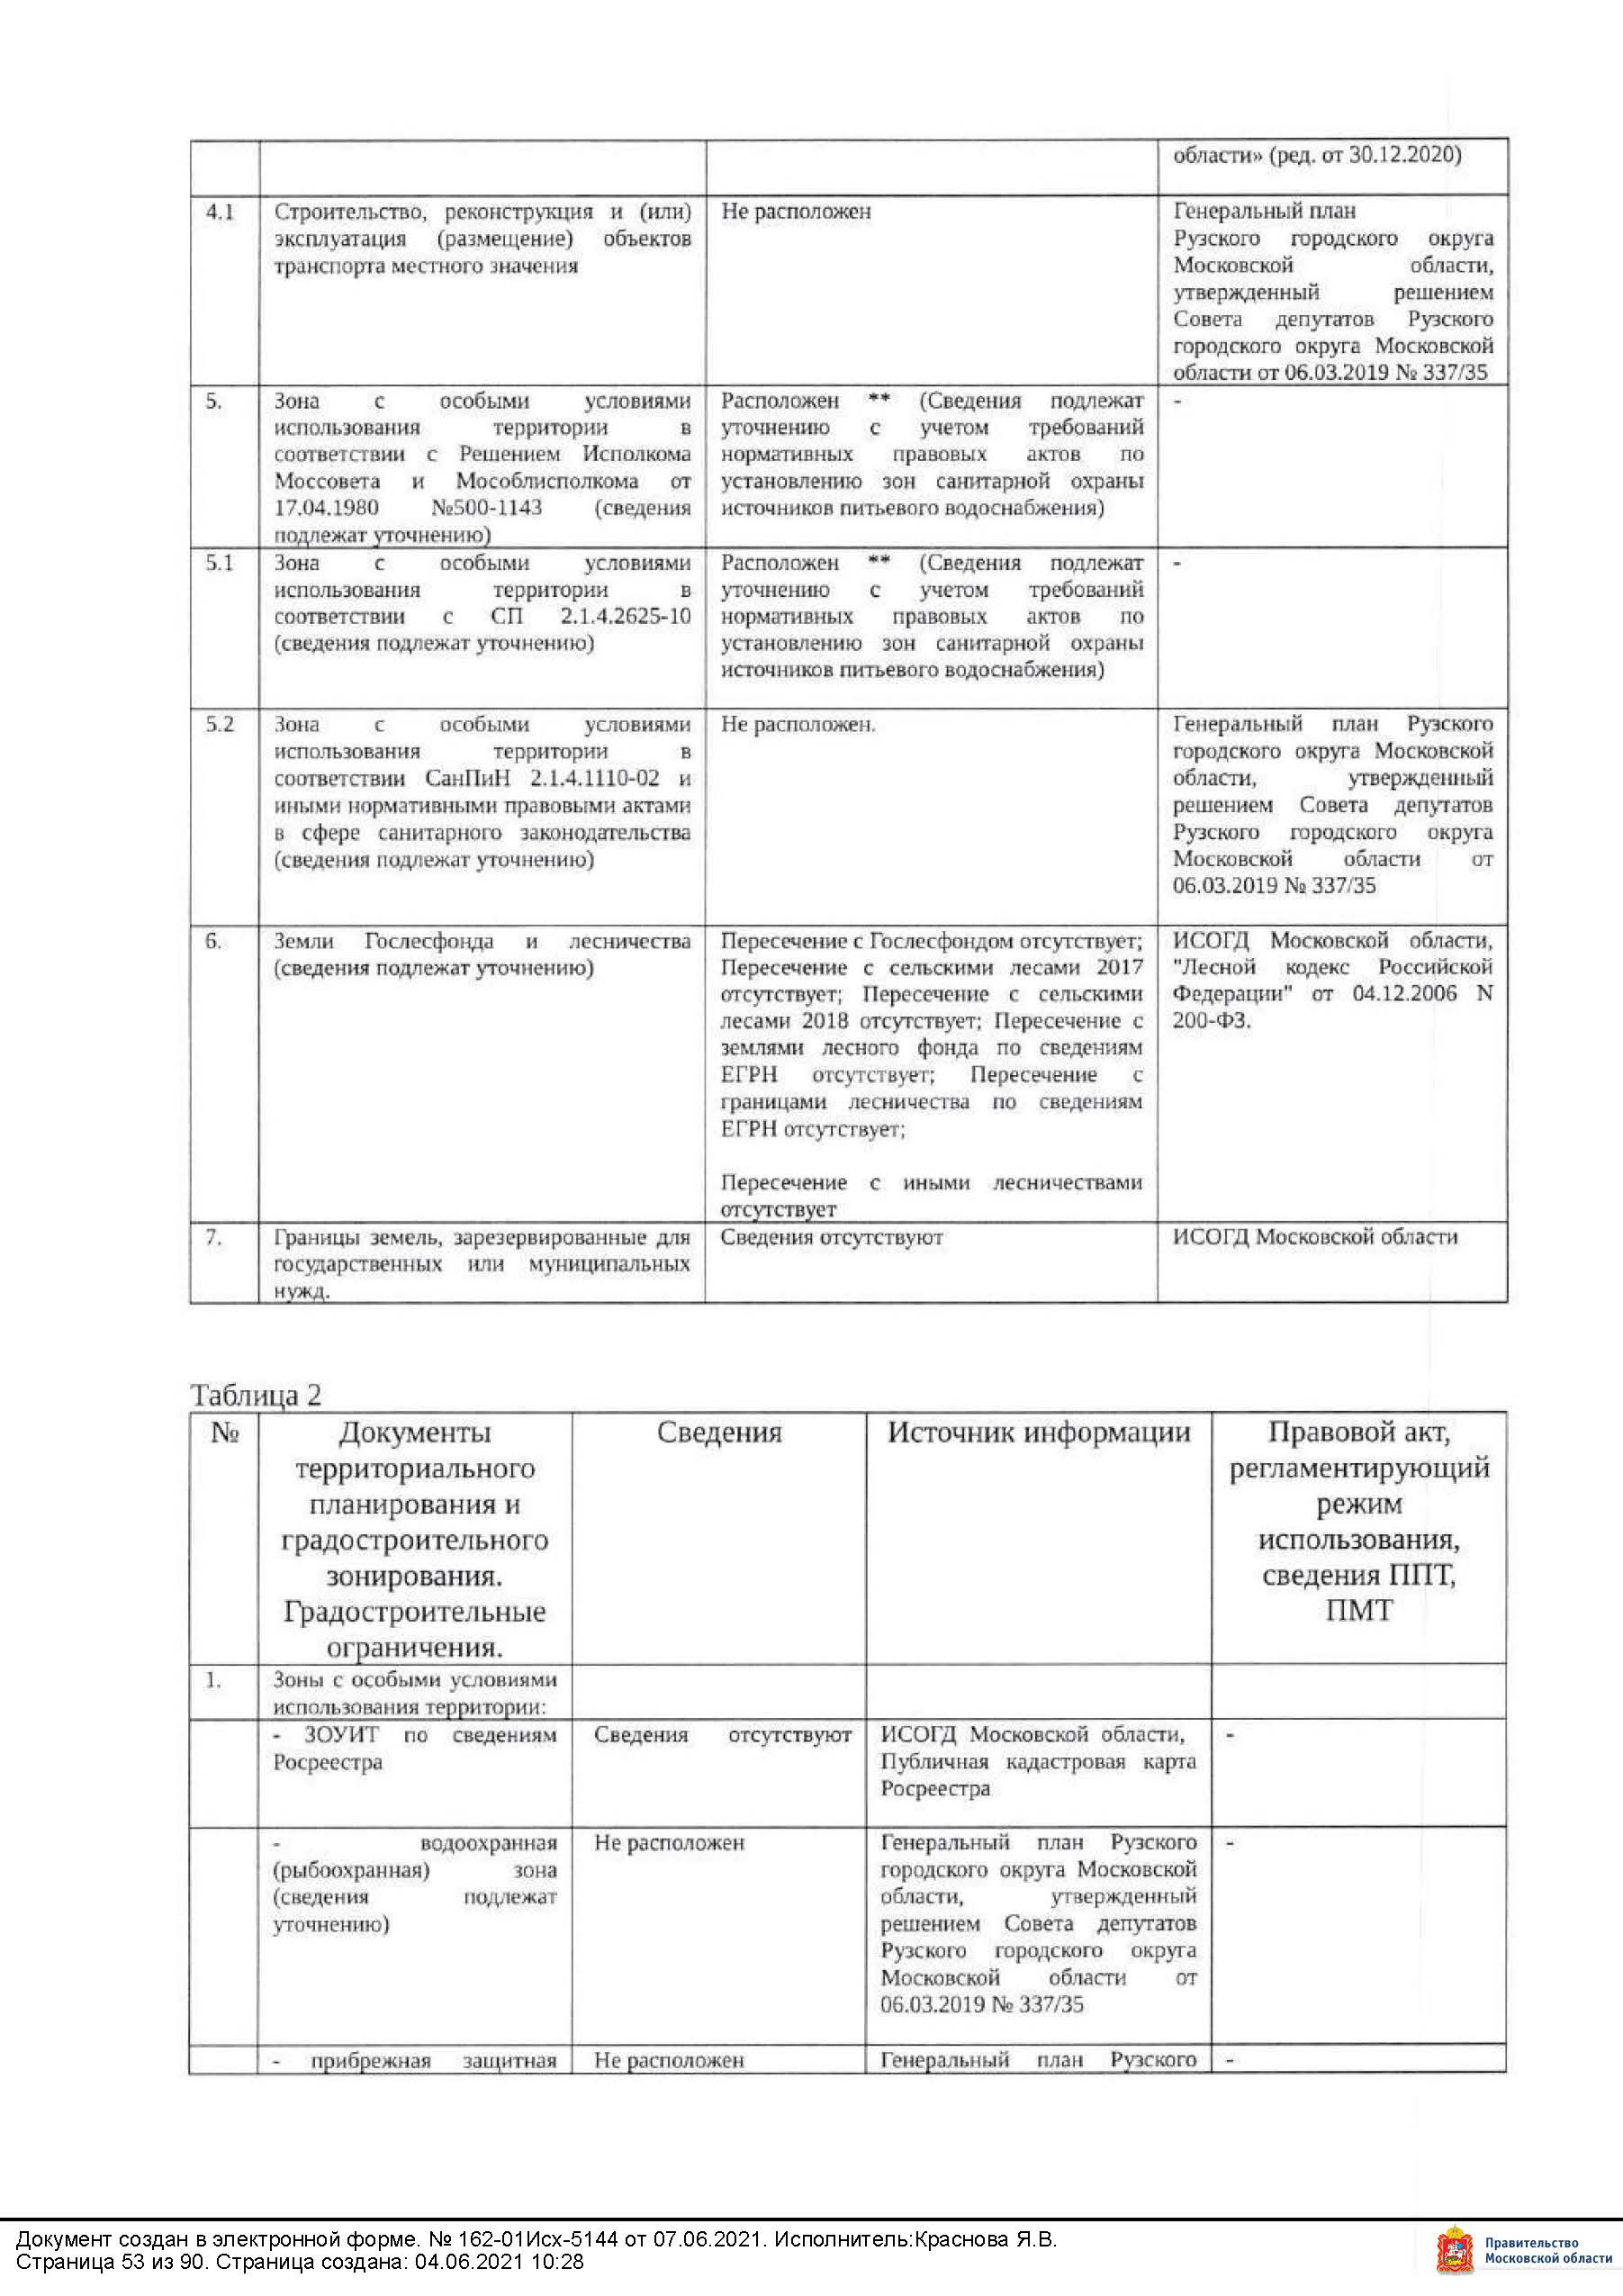 области» (ред. от 30.12.2020)
4.1
Строительство, реконструкция и (или)
эксплуатация (размещение) объектов
транспорта местного значения
Не расположен
Генеральный план
Рузского городского округа
Московской области,
утвержденный решением
Совета депутатов Рузского
городского округа Московской
области от 06.03.2019 № 337/35
5.
Зона с особыми условиями
использования территории в
соответствии с Решением Исполкома
Моссовета и Мособлисполкома от
17.04.1980 №500-1143 (сведения
подлежат уточнению)
Расположен ** (Сведения подлежат
уточнению с учетом требований
нормативных правовых актов по
установлению зон санитарной охраны
источников питьевого водоснабжения)
-
5.1
Зона с особыми условиями
использования территории в
соответствии с СП 2.1.4.2625-10
(сведения подлежат уточнению)
Расположен ** (Сведения подлежат
уточнению с учетом требований
нормативных правовых актов по
установлению зон санитарной охраны
источников питьевого водоснабжения)
-
5.2
Зона с особыми условиями
использования территории в
соответствии СанПиН 2.1.4.1110-02 и
иными нормативными правовыми актами
в сфере санитарного законодательства
(сведения подлежат уточнению)
Не расположен.
Генеральный план Рузского
городского округа Московской
области, утвержденный
решением Совета депутатов
Рузского городского округа
Московской области от
06.03.2019 № 337/35
6.
Земли Гослесфонда и лесничества
(сведения подлежат уточнению)
Пересечение с Гослесфондом отсутствует;
Пересечение с сельскими лесами 2017
отсутствует; Пересечение с сельскими
лесами 2018 отсутствует; Пересечение с
землями лесного фонда по сведениям
ЕГРН отсутствует; Пересечение с
границами лесничества по сведениям
ЕГРН отсутствует;
Пересечение с иными лесничествами
отсутствует
ИСОГД Московской области,
"Лесной кодекс Российской
Федерации" от 04.12.2006 N
200-ФЗ.
7.
Границы земель, зарезервированные для
государственных или муниципальных
нужд.
Сведения отсутствуют
ИСОГД Московской области
Таблица 2
№
Документы
территориального
планирования и
градостроительного
зонирования.
Градостроительные
ограничения.
Сведения
Источник информации
Правовой акт,
регламентирующий
режим
использования,
сведения ППТ,
ПМТ
1.
Зоны с особыми условиями
использования территории:
- ЗОУИТ по сведениям
Росреестра
Сведения отсутствуют
ИСОГД Московской области,
Публичная кадастровая карта
Росреестра
-
- водоохранная
(рыбоохранная) зона
(сведения подлежат
уточнению)
Не расположен
Генеральный план Рузского
городского округа Московской
области, утвержденный
решением Совета депутатов
Рузского городского округа
Московской области от
06.03.2019 № 337/35
-
- прибрежная защитная
Не расположен
Генеральный план Рузского
-
Документ создан в электронной форме. № 162-01Исх-5144 от 07.06.2021. Исполнитель:Краснова Я.В.
Страница 53 из 90. Страница создана: 04.06.2021 10:28
Правительство
Московской области